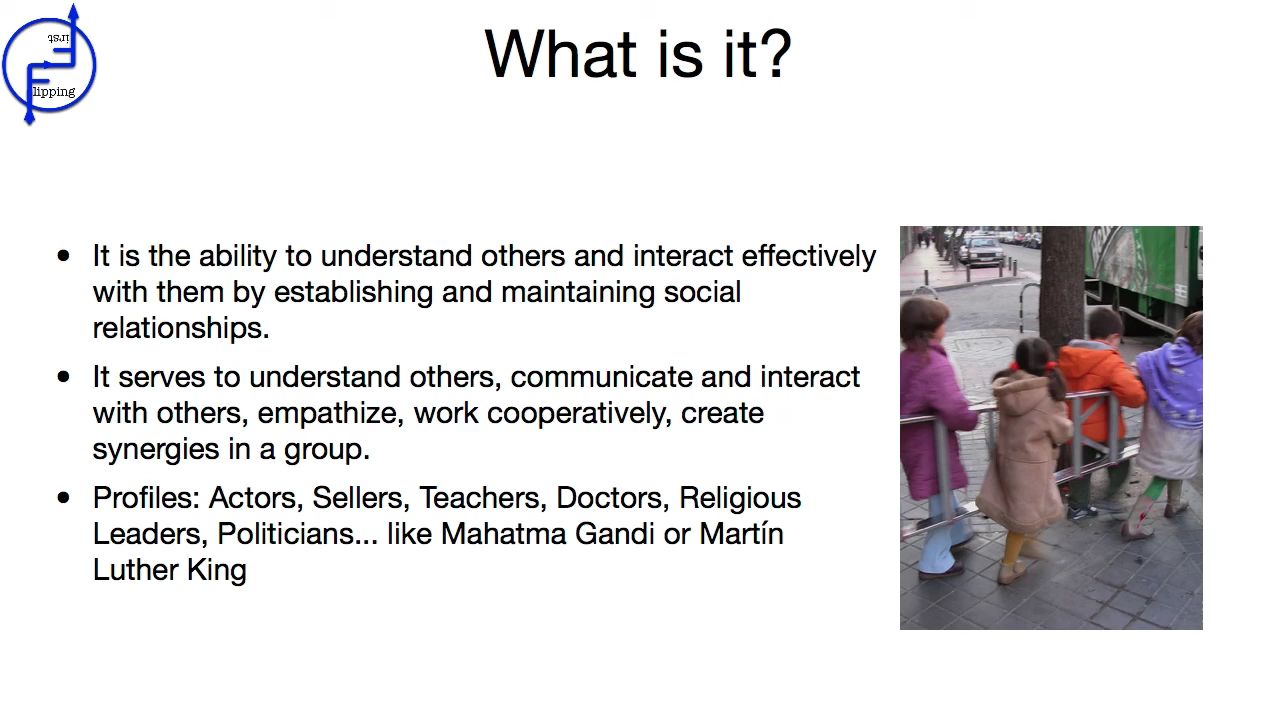 What is it?
irst
lipping
• It is the ability to understand others and interact effectively
with them by establishing and maintaining social
relationships.
• It serves to understand others, communicate and interact
with others, empathize, work cooperatively, create
synergies in a group.
• Profiles: Actors, Sellers, Teachers, Doctors, Religious
Leaders, Politicians... like Mahatma Gandi or Martín
Luther King